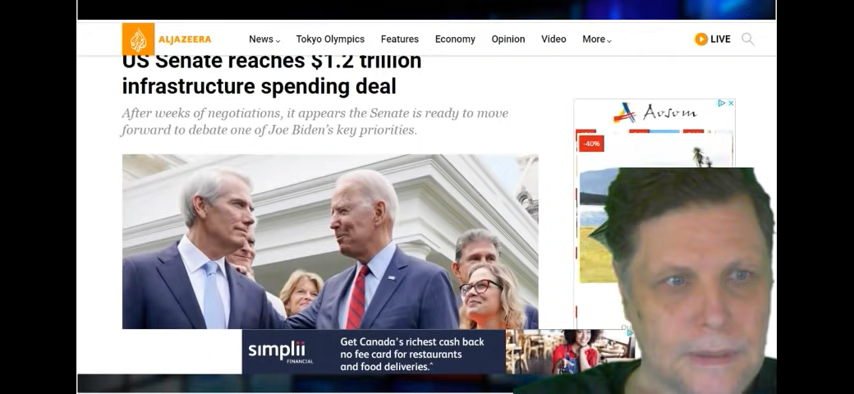 ALJAZEERA
News
Tokyo Olympics
Features
Economy
Opinion
Video
More
LIVE
US Senate reaches $1.2 trillion
infrastructure spending deal
After weeks of negotiations, it appears the Senate is ready to move
forward to debate one of Joe Biden's key priorities.
Aosom
-40%
simplii
FINANCIAL
Get Canada's richest cash back
no fee card for restaurants
and food deliveries.*